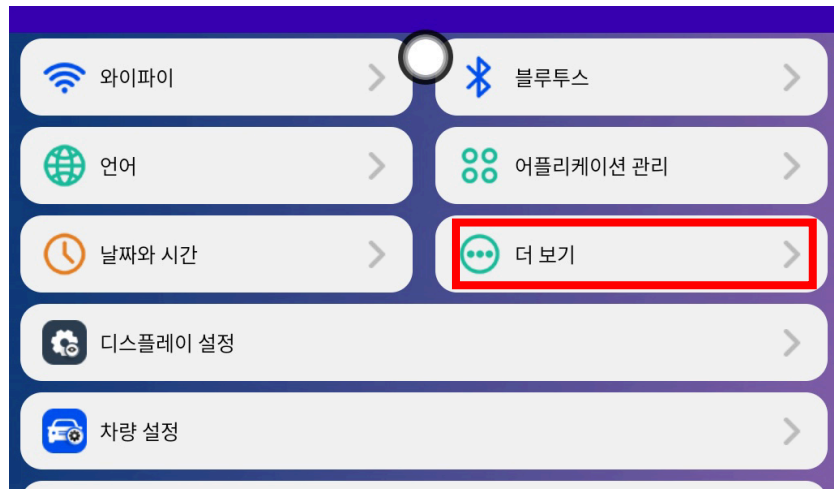 와이파이
블루투스
언어
어플리케이션 관리
날짜와 시간
더 보기
디스플레이 설정
차량 설정